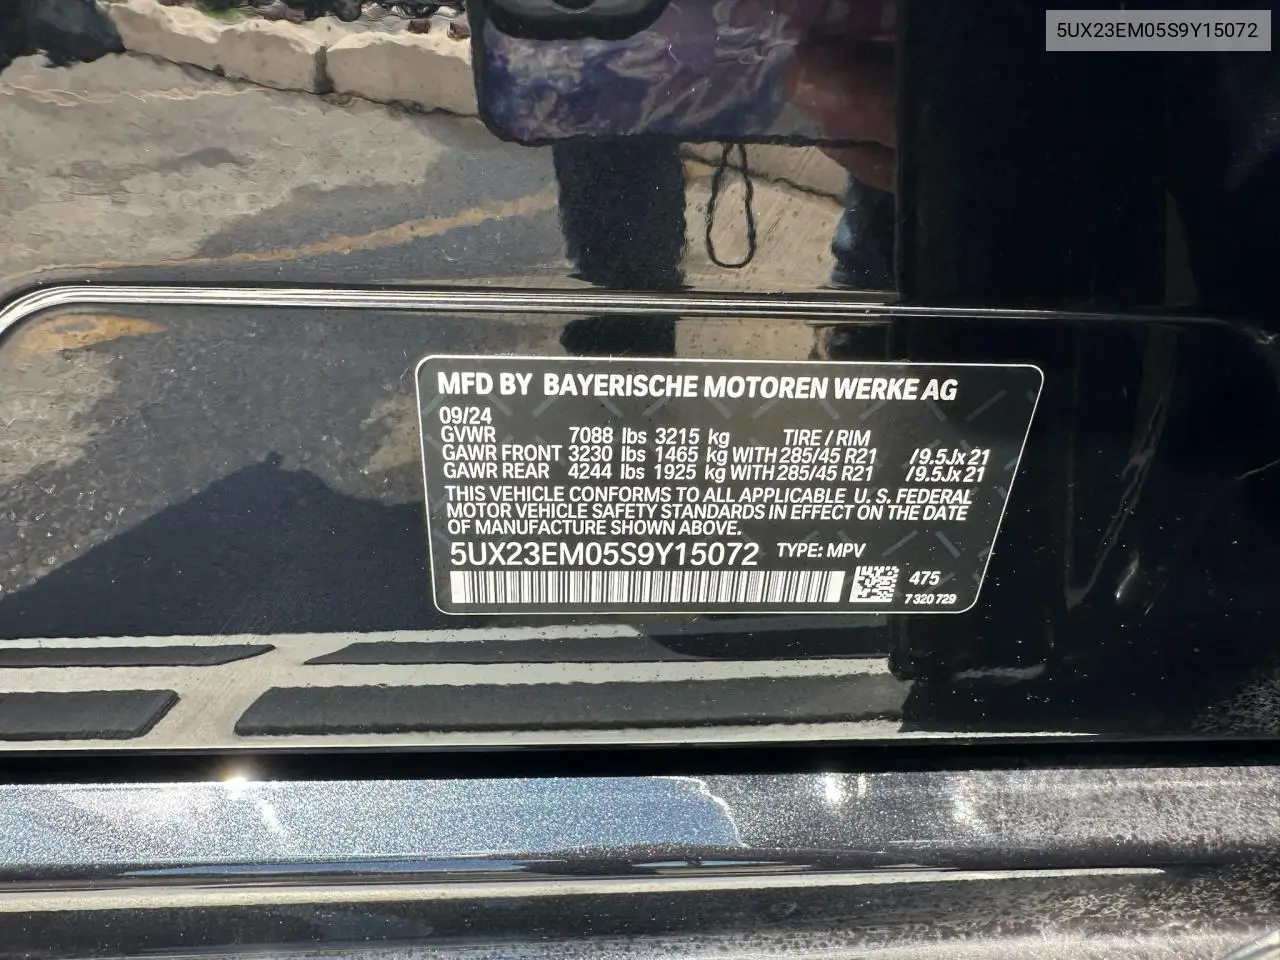 5UX23EM05S9Y15072
MFD BY BAYERISCHE MOTOREN WERKE AG
09/24
GVWR 7088 lbs 3215 kg TIRE / RIM
GAWR FRONT 3230 lbs 1465 kg WITH 285/45 R21 /9.5Jx21
GAWR REAR 4244 lbs 1925 kg WITH 285/45 R21 /9.5Jx21
THIS VEHICLE CONFORMS TO ALL APPLICABLE U. S. FEDERAL
MOTOR VEHICLE SAFETY STANDARDS IN EFFECT ON THE DATE
OF MANUFACTURE SHOWN ABOVE.
5UX23EM05S9Y15072 TYPE: MPV
475
7 320 729